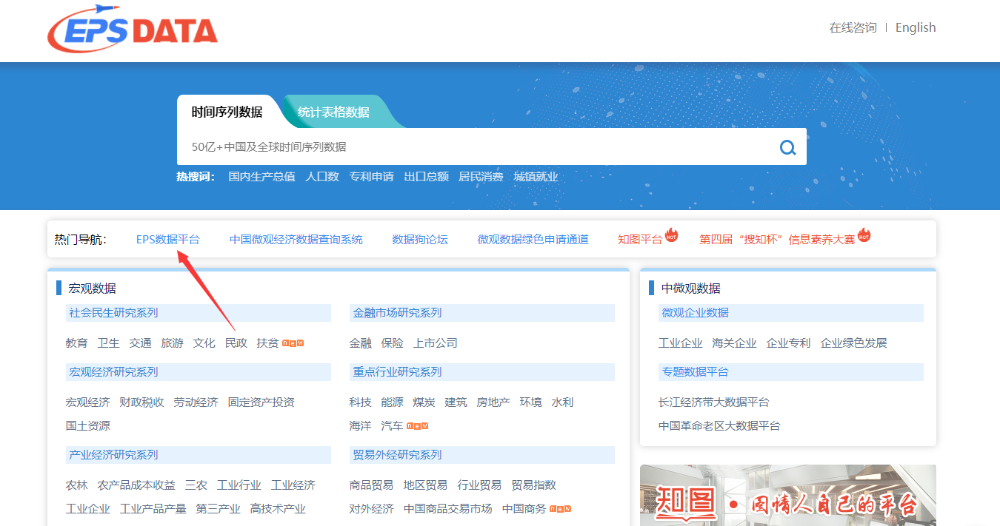 EPS DATA
在线咨询 | English
时间序列数据 统计表格数据
50亿+中国及全球时间序列数据
热搜词： 国内生产总值 人口数 专利申请 出口总额 居民消费 城镇就业
热门导航： EPS数据平台 中国微观经济数据查询系统 数据狗论坛 微观数据绿色申请通道 知图平台 HOT 第四届“搜知杯”信息素养大赛 HOT
宏观数据
社会民生研究系列
教育 卫生 交通 旅游 文化 民政 扶贫 new
宏观经济研究系列
宏观经济 财政税收 劳动经济 固定资产投资
国土资源
产业经济研究系列
农林 农产品成本收益 三农 工业行业 工业经济
工业企业 工业产品产量 第三产业 高技术产业
金融市场研究系列
金融 保险 上市公司
重点行业研究系列
科技 能源 煤炭 建筑 房地产 环境 水利
海洋 汽车 new
贸易外经研究系列
商品贸易 地区贸易 行业贸易 贸易指数
对外经济 中国商品交易市场 中国商务 new
中微观数据
微观企业数据
工业企业 海关企业 企业专利 企业绿色发展
专题数据平台
长江经济带大数据平台
中国革命老区大数据平台
知图·图情人自己的平台